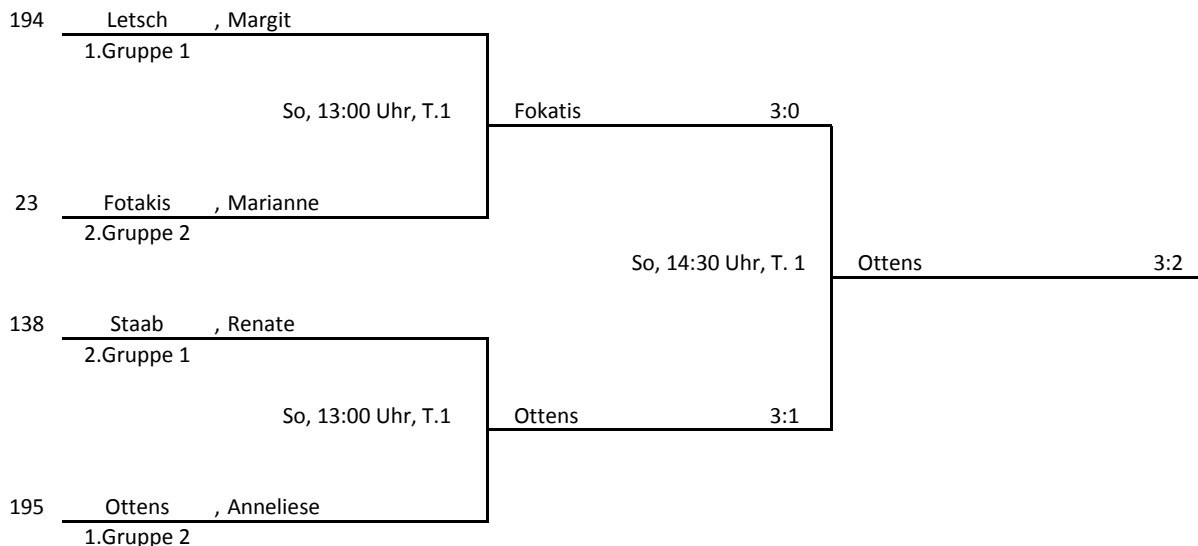 194 Letsch , Margit
1.Gruppe 1
So, 13:00 Uhr, T.1 Fokatis 3:0
23 Fotakis , Marianne
2.Gruppe 2
So, 14:30 Uhr, T. 1 Ottens 3:2
138 Staab , Renate
2.Gruppe 1
So, 13:00 Uhr, T.1 Ottens 3:1
195 Ottens , Anneliese
1.Gruppe 2